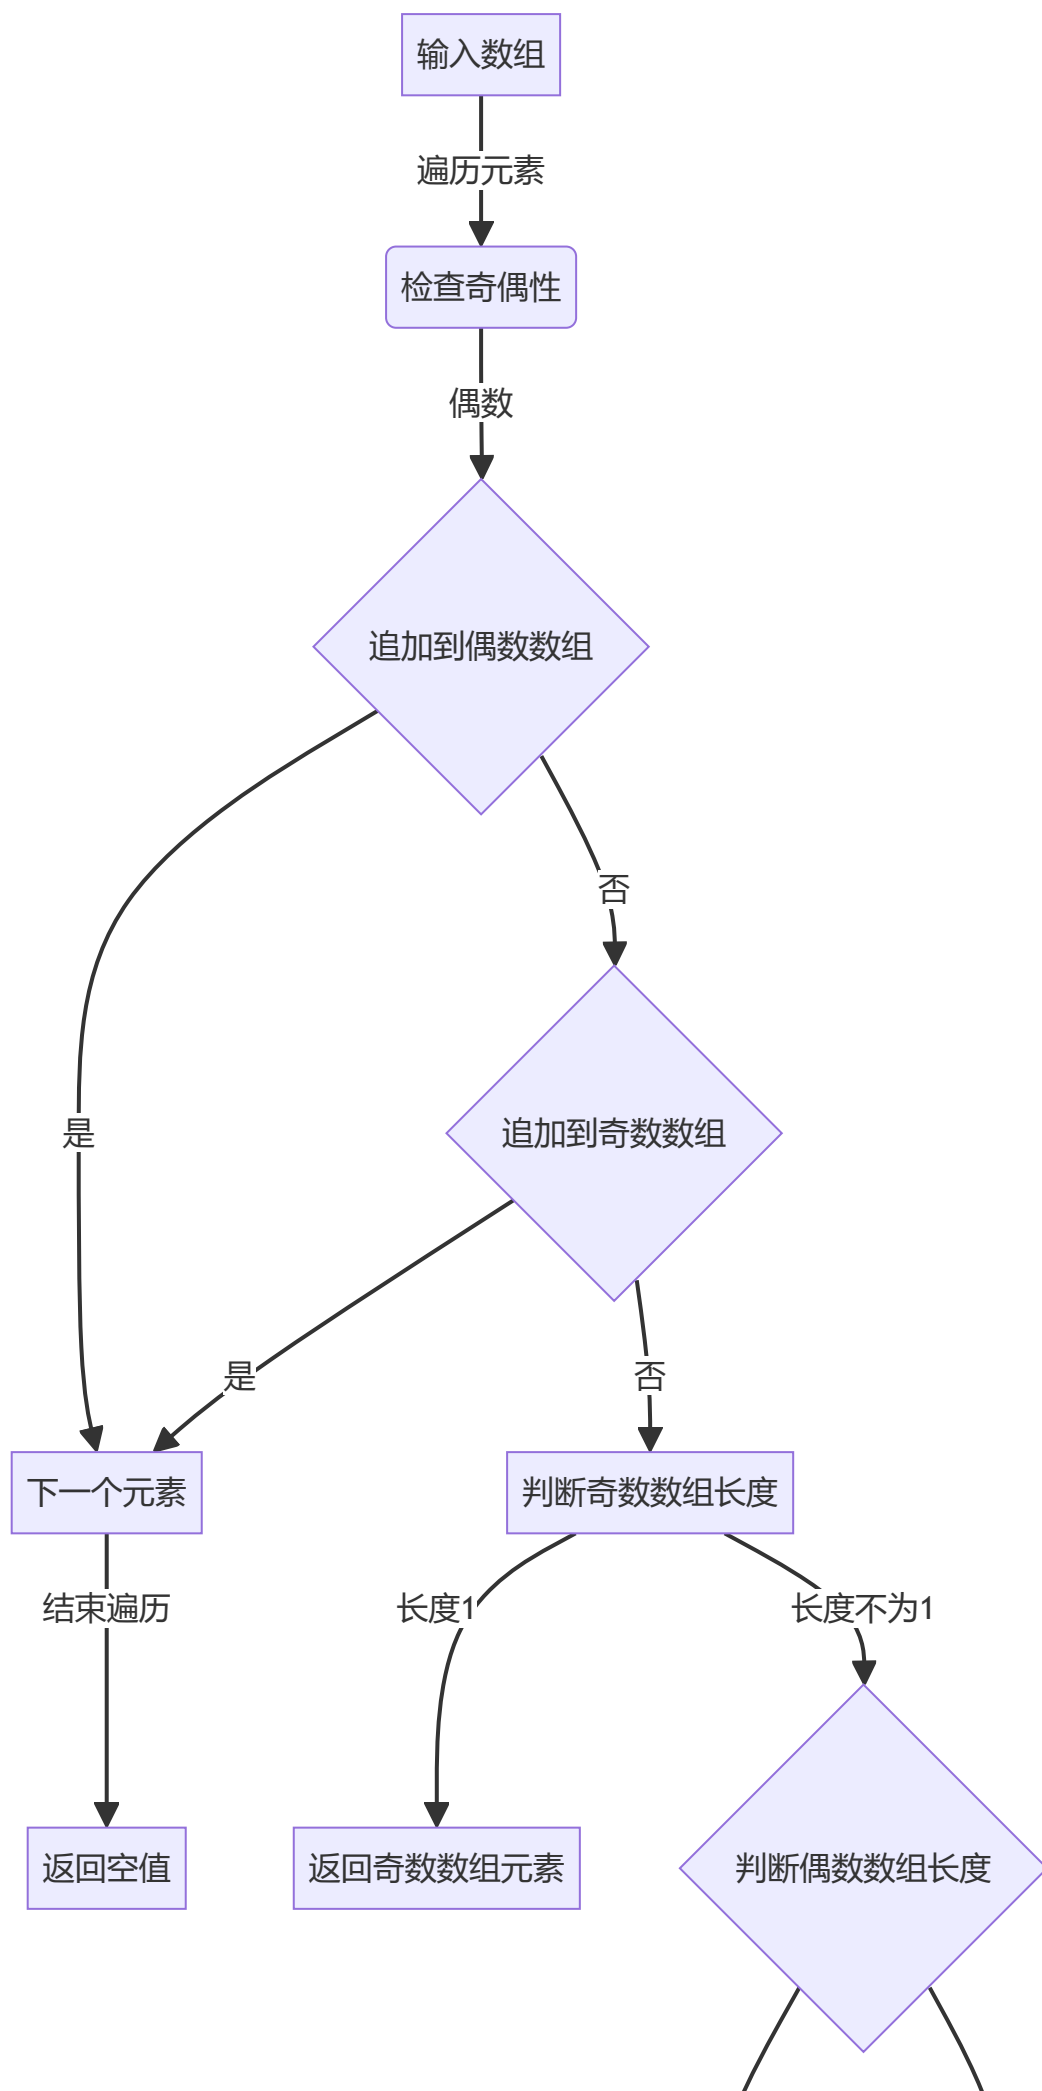 输入数组
遍历元素
检查奇偶性
偶数
追加到偶数数组
否
追加到奇数数组
是
是
否
下一个元素
判断奇数数组长度
结束遍历
长度1
长度不为1
返回空值
返回奇数数组元素
判断偶数数组长度